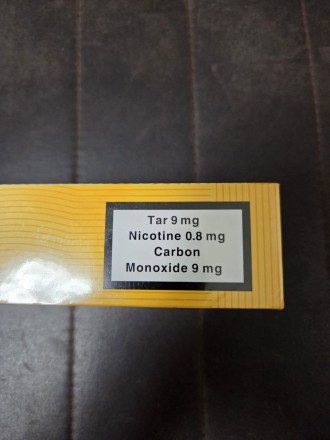 Tar 9 mg
Nicotine 0.8 mg
Carbon
Monoxide 9 mg